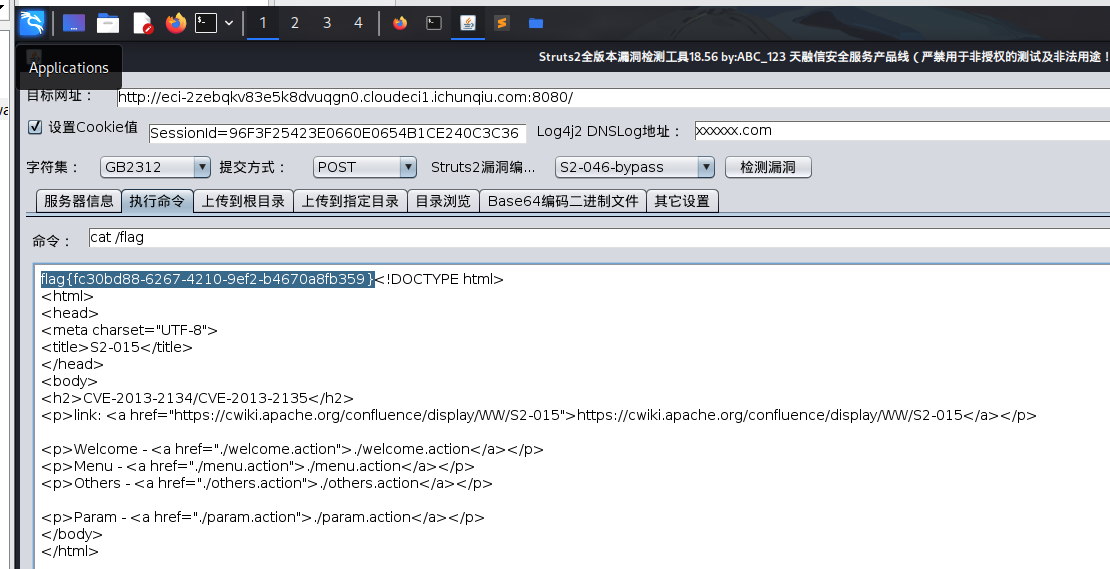 1 2 3 4
Applications
Struts2全版本漏洞检测工具18.56 by:ABC_123 天融信安全服务产品线（严禁用于非授权的测试及非法用途！
目标网址： http://eci-2zebqkv83e5k8dvuqgn0.cloudeci1.ichunqiu.com:8080/
设置Cookie值 SessionId=96F3F25423E0660E0654B1CE240C3C36 Log4j2 DNSLog地址： xxxxxx.com
字符集： GB2312 提交方式： POST Struts2漏洞编... S2-046-bypass 检测漏洞
服务器信息 执行命令 上传到根目录 上传到指定目录 目录浏览 Base64编码二进制文件 其它设置
命令： cat /flag
flag{fc30bd88-6267-4210-9ef2-b4670a8fb359}<!DOCTYPE html>
<html>
<head>
<meta charset="UTF-8">
<title>S2-015</title>
</head>
<body>
<h2>CVE-2013-2134/CVE-2013-2135</h2>
<p>link: <a href="https://cwiki.apache.org/confluence/display/WW/S2-015">https://cwiki.apache.org/confluence/display/WW/S2-015</a></p>
<p>Welcome - <a href="./welcome.action">./welcome.action</a></p>
<p>Menu - <a href="./menu.action">./menu.action</a></p>
<p>Others - <a href="./others.action">./others.action</a></p>
<p>Param - <a href="./param.action">./param.action</a></p>
</body>
</html>